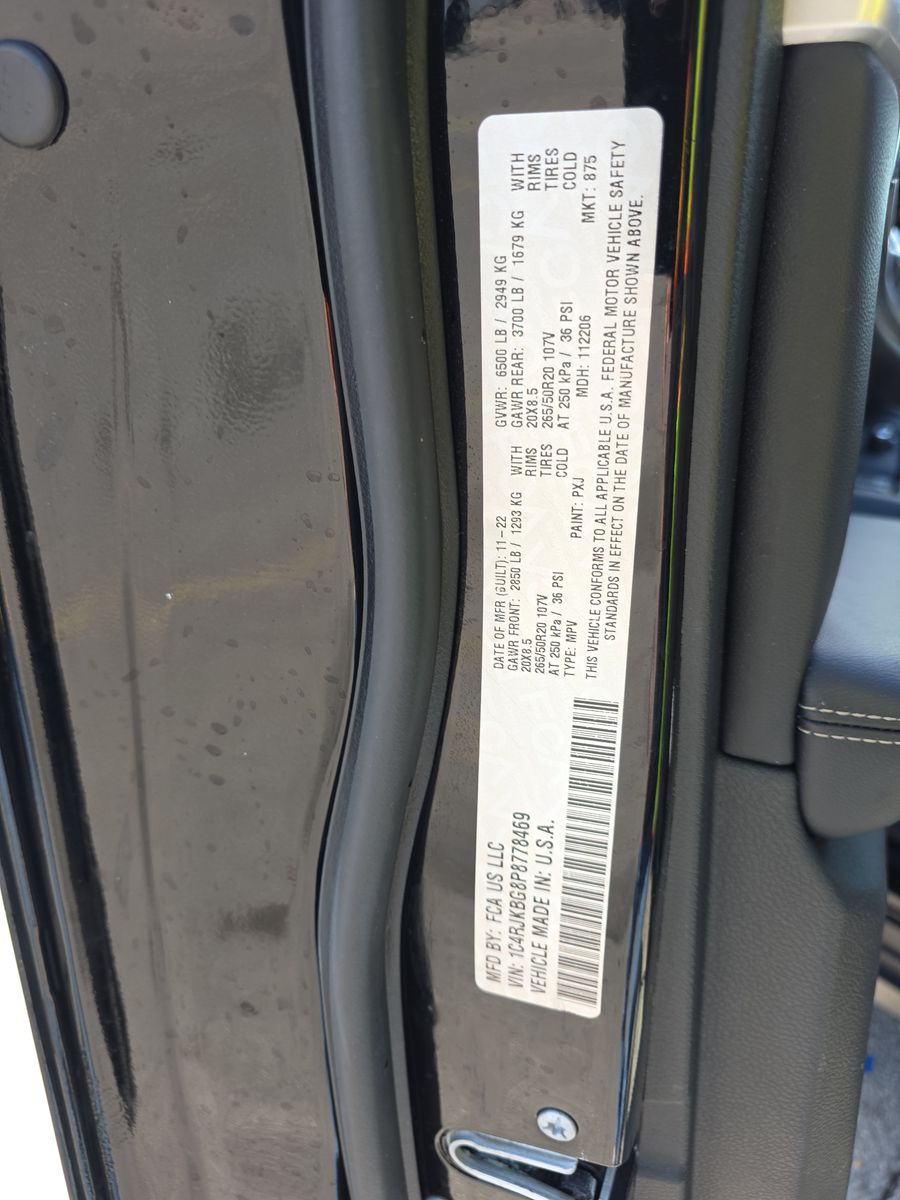 MFD BY: FCA US LLC
VIN: 1C4RJKBG8P8778469
VEHICLE MADE IN: U.S.A.
DATE OF MFR (GUILT): 11-22 GVWR: 6500 LB / 2949 KG
GAWR FRONT: 2850 LB / 1293 KG WITH GAWR REAR: 3700 LB / 1679 KG WITH
20X8.5 RIMS 20X8.5 RIMS
265/50R20 107V TIRES 265/50R20 107V TIRES
AT 250 kPa / 36 PSI COLD AT 250 kPa / 36 PSI COLD
TYPE: MPV PAINT: PXJ MDH: 112206 MKT: 875
THIS VEHICLE CONFORMS TO ALL APPLICABLE U.S.A. FEDERAL MOTOR VEHICLE SAFETY
STANDARDS IN EFFECT ON THE DATE OF MANUFACTURE SHOWN ABOVE.